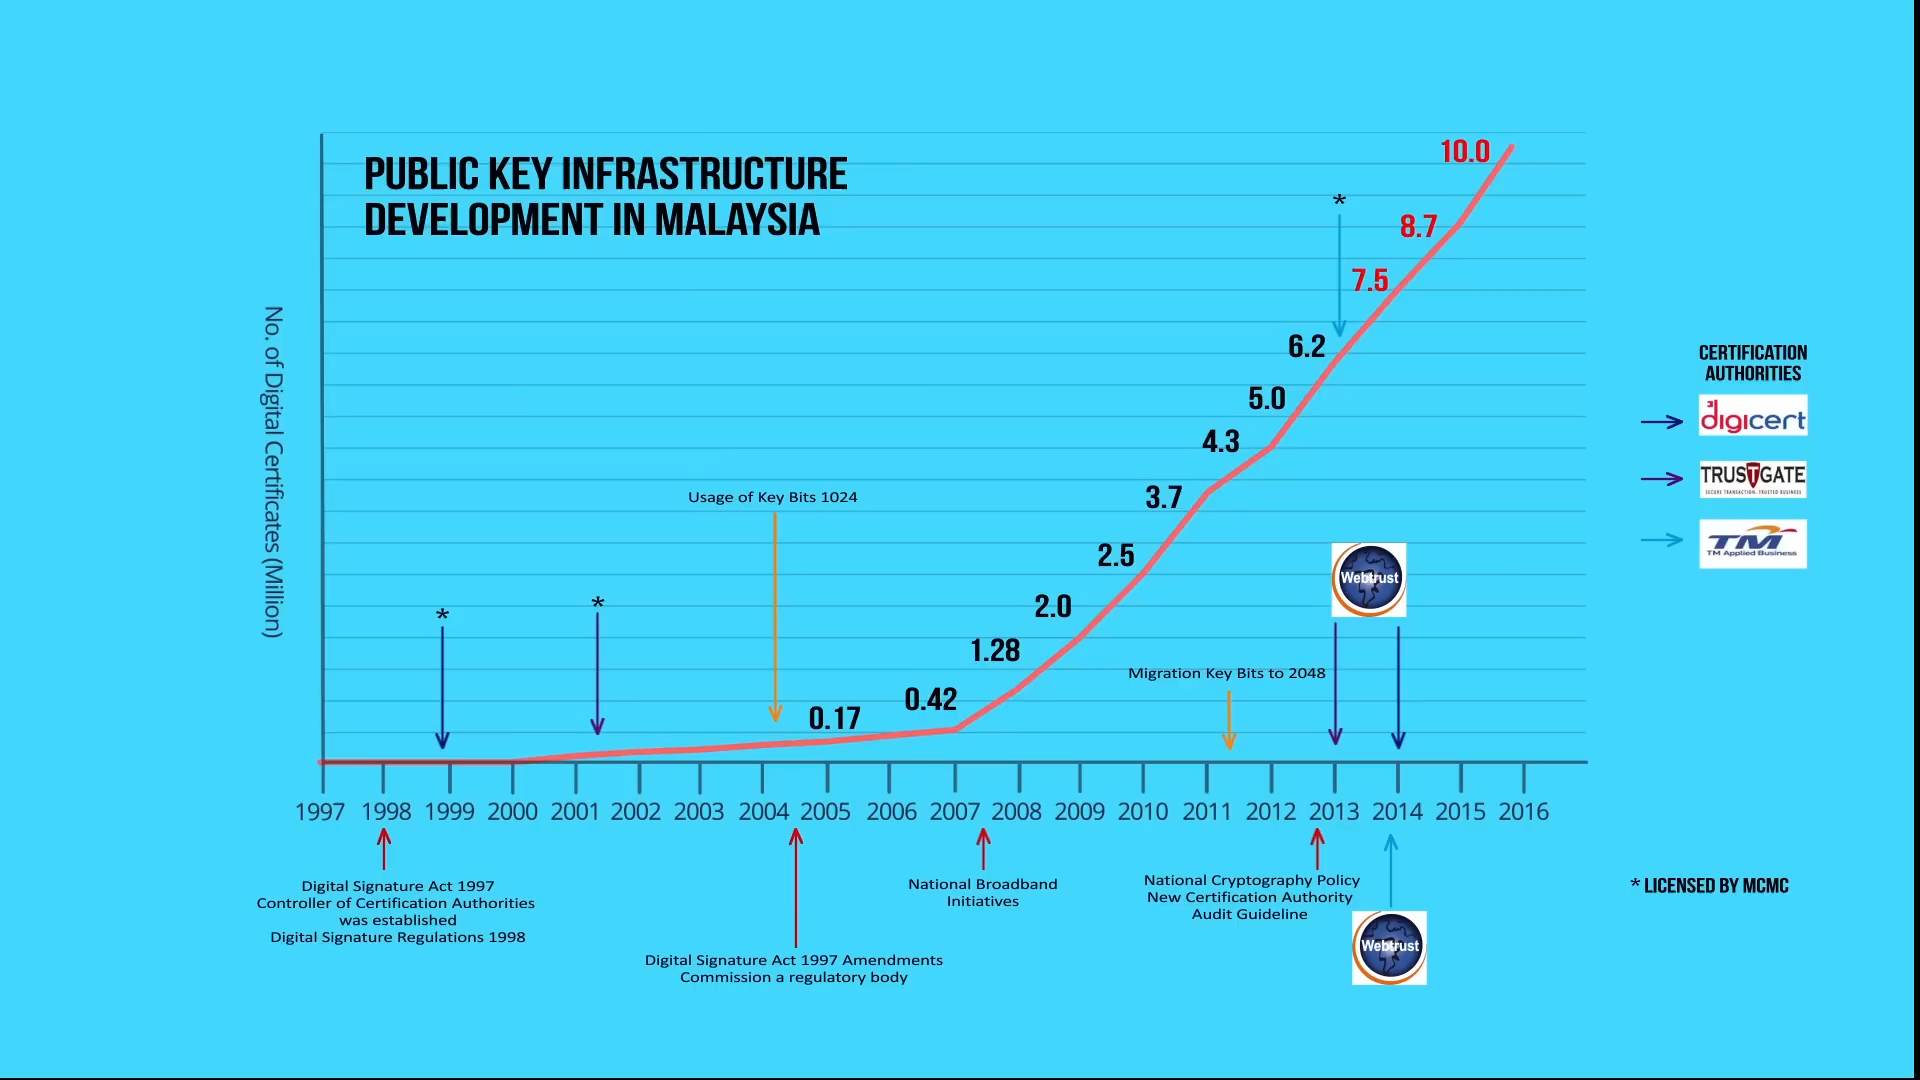 PUBLIC KEY INFRASTRUCTURE
DEVELOPMENT IN MALAYSIA
No. of Digital Certificates (Million)
10.0
*
8.7
7.5
6.2
5.0
4.3
3.7
2.5
2.0
1.28
0.42
0.17
Usage of Key Bits 1024
*
*
Webtrust
Migration Key Bits to 2048
1997 1998 1999 2000 2001 2002 2003 2004 2005 2006 2007 2008 2009 2010 2011 2012 2013 2014 2015 2016
Digital Signature Act 1997
Controller of Certification Authorities
was established
Digital Signature Regulations 1998
Digital Signature Act 1997 Amendments
Commission a regulatory body
National Broadband
Initiatives
National Cryptography Policy
New Certification Authority
Audit Guideline
Webtrust
CERTIFICATION
AUTHORITIES
digicert
TRUSTGATE
SECURE TRANSACTION. TRUSTED BUSINESS
TM
TM Applied Business
* LICENSED BY MCMC